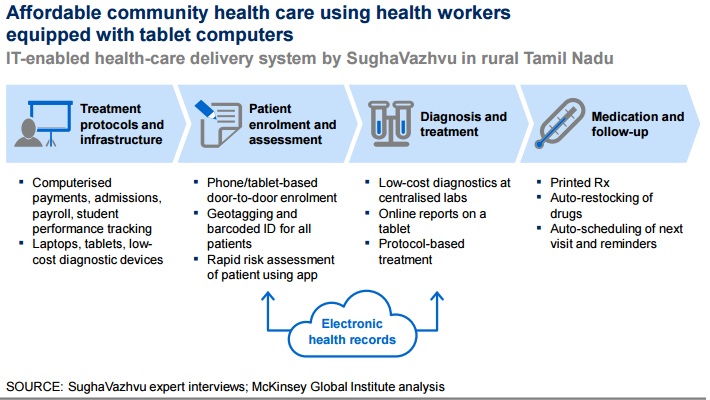 Affordable community health care using health workers
equipped with tablet computers
IT-enabled health-care delivery system by SughaVazhvu in rural Tamil Nadu
Treatment
protocols and
infrastructure
Patient
enrolment and
assessment
Diagnosis and
treatment
Medication and
follow-up
▪ Computerised
payments, admissions,
payroll, student
performance tracking
▪ Laptops, tablets, low-
cost diagnostic devices
▪ Phone/tablet-based
door-to-door enrolment
▪ Geotagging and
barcoded ID for all
patients
▪ Rapid risk assessment
of patient using app
▪ Low-cost diagnostics at
centralised labs
▪ Online reports on a
tablet
▪ Protocol-based
treatment
▪ Printed Rx
▪ Auto-restocking of
drugs
▪ Auto-scheduling of next
visit and reminders
Electronic
health records
SOURCE: SughaVazhvu expert interviews; McKinsey Global Institute analysis